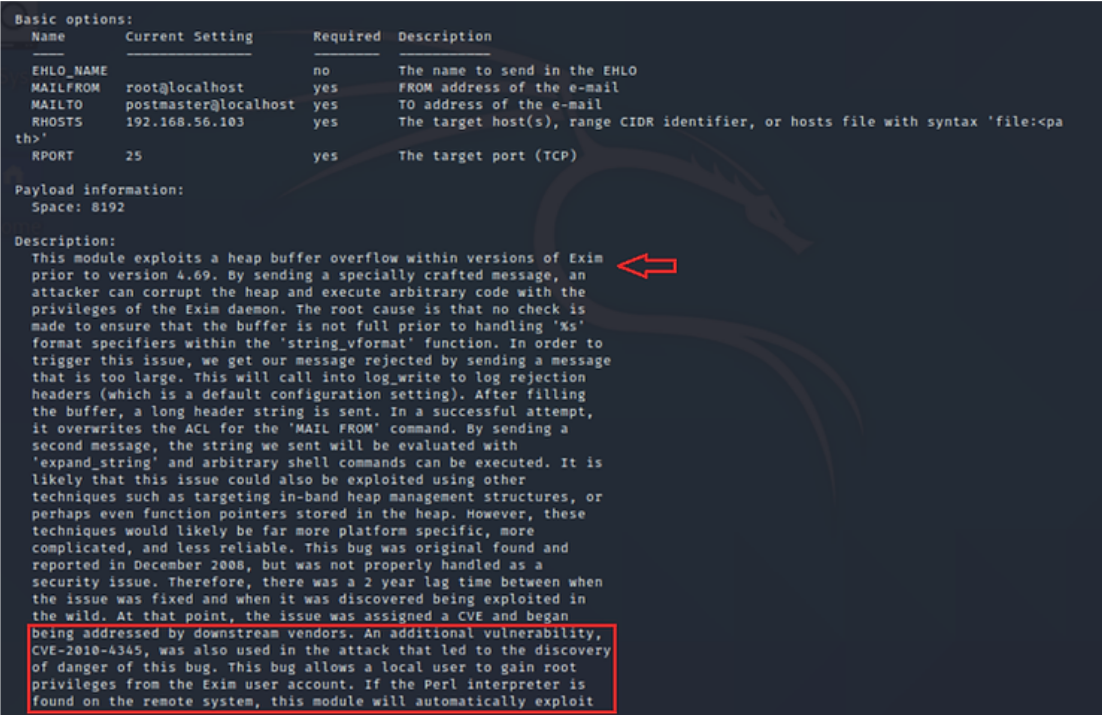 Basic options:
Name Current Setting Required Description
EHLO_NAME no The name to send in the EHLO
MAILFROM root@localhost yes FROM address of the e-mail
MAILTO postmaster@localhost yes TO address of the e-mail
RHOSTS 192.168.56.103 yes The target host(s), range CIDR identifier, or hosts file with syntax 'file:<pa
th>'
RPORT 25 yes The target port (TCP)
Payload information:
Space: 8192
Description:
This module exploits a heap buffer overflow within versions of Exim
prior to version 4.69. By sending a specially crafted message, an
attacker can corrupt the heap and execute arbitrary code with the
privileges of the Exim daemon. The root cause is that no check is
made to ensure that the buffer is not full prior to handling '%s'
format specifiers within the 'string_vformat' function. In order to
trigger this issue, we get our message rejected by sending a message
that is too large. This will call into log_write to log rejection
headers (which is a default configuration setting). After filling
the buffer, a long header string is sent. In a successful attempt,
it overwrites the ACL for the 'MAIL FROM' command. By sending a
second message, the string we sent will be evaluated with
'expand_string' and arbitrary shell commands can be executed. It is
likely that this issue could also be exploited using other
techniques such as targeting in-band heap management structures, or
perhaps even function pointers stored in the heap. However, these
techniques would likely be far more platform specific, more
complicated, and less reliable. This bug was original found and
reported in December 2008, but was not properly handled as a
security issue. Therefore, there was a 2 year lag time between when
the issue was fixed and when it was discovered being exploited in
the wild. At that point, the issue was assigned a CVE and began
being addressed by downstream vendors. An additional vulnerability,
CVE-2010-4345, was also used in the attack that led to the discovery
of danger of this bug. This bug allows a local user to gain root
privileges from the Exim user account. If the Perl interpreter is
found on the remote system, this module will automatically exploit